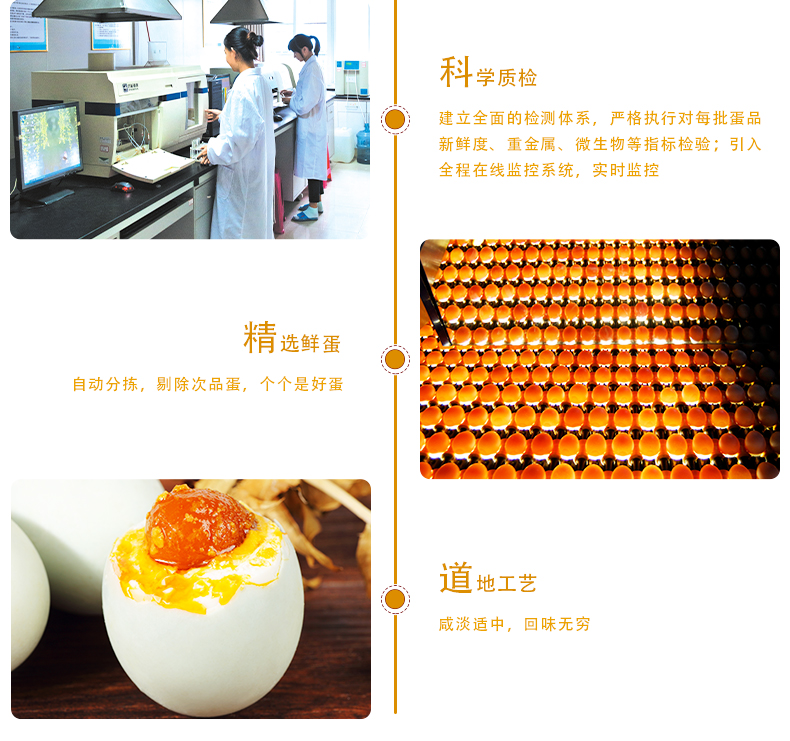 科学质检
建立全面的检测体系，严格执行对每批蛋品
新鲜度、重金属、微生物等指标检验；引入
全程在线监控系统，实时监控
精选鲜蛋
自动分拣，剔除次品蛋，个个是好蛋
道地工艺
咸淡适中，回味无穷